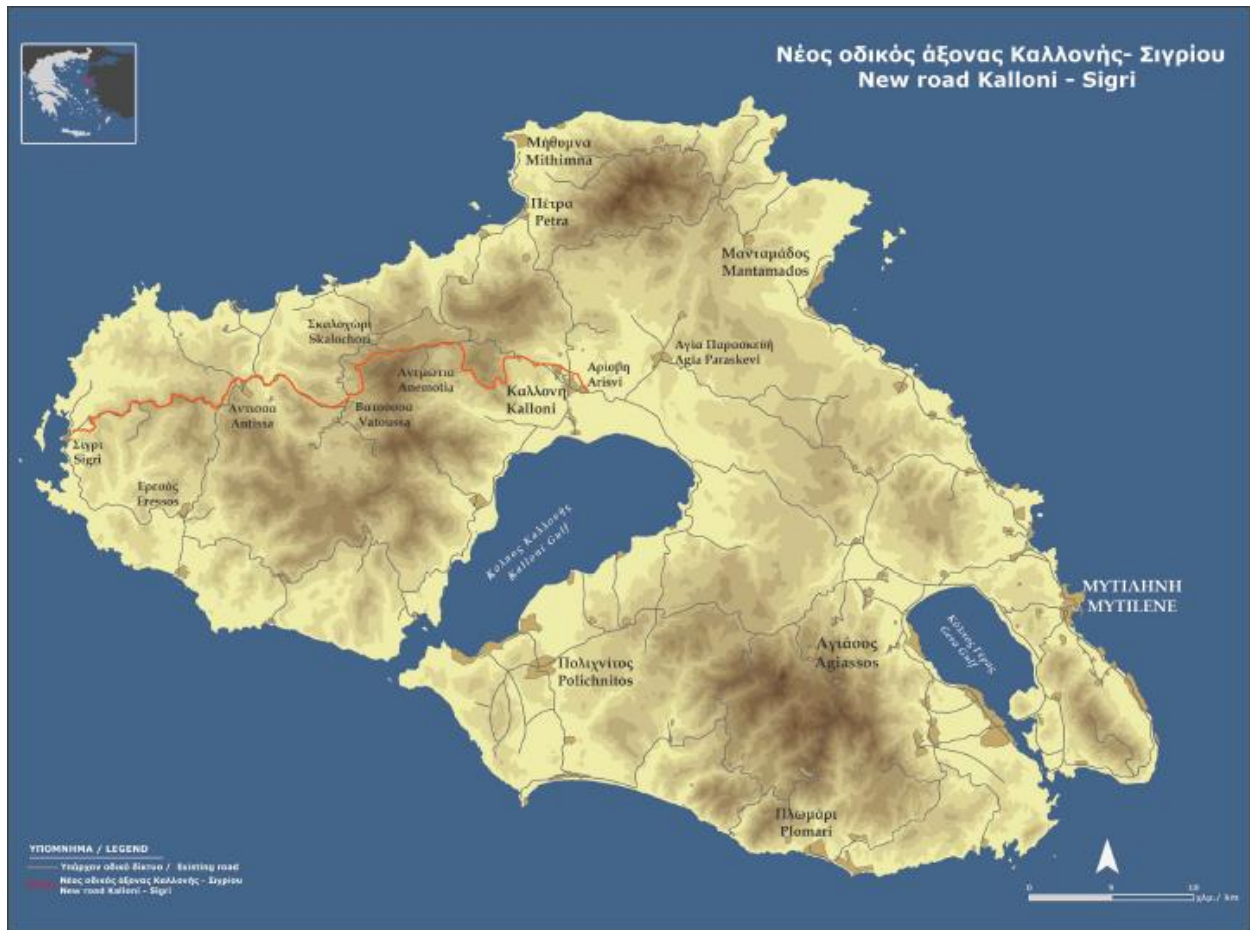 Νέος οδικός άξονας Καλλονής- Σιγρίου
New road Kalloni - Sigri
Μήθυμνα
Mithimna
Πέτρα
Petra
Μανταμάδος
Mantamados
Σκαλοχώρι
Skalochori
Αγία Παρασκευή
Agia Paraskevi
Αρίσβη
Arisvi
Ανεμώτια
Anemotia
Καλλονή
Kalloni
Άντισσα
Antissa
Βατούσσα
Vatoussa
Σίγρι
Sigri
Ερεσός
Eressos
Κόλπος Καλλονής
Kalloni Gulf
ΜΥΤΙΛΗΝΗ
MYTILENE
Κόλπος Γέρας
Gera Gulf
Αγιάσος
Agiassos
Πολιχνίτος
Polichnitos
Πλωμάρι
Plomari
ΥΠΟΜΝΗΜΑ / LEGEND
Υπάρχον οδικό δίκτυο / Existing road
Νέος οδικός άξονας Καλλονής - Σιγρίου
New road Kalloni - Sigri
0 9 18
χλμ./ km